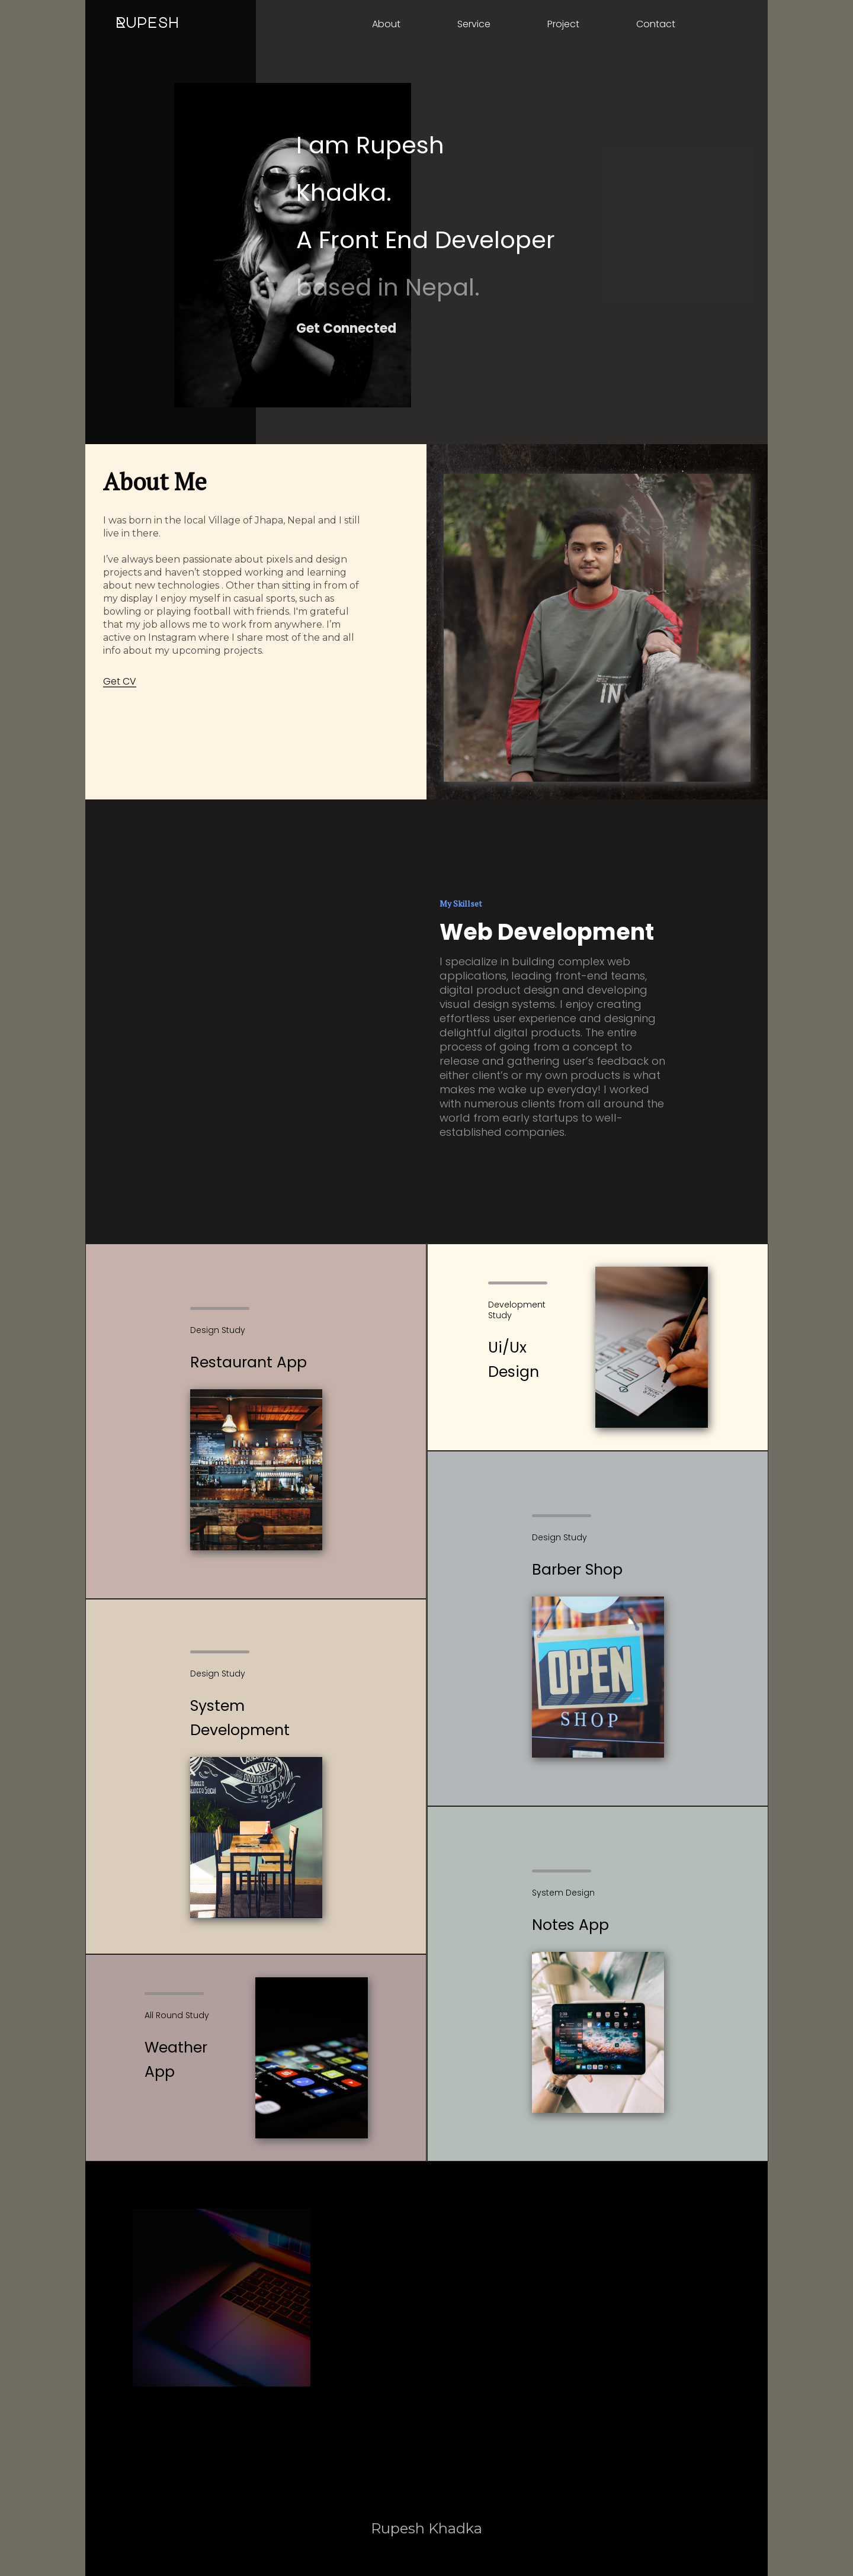 RUPESH
About Service Project Contact
I am Rupesh
Khadka.
A Front End Developer
based in Nepal.
Get Connected
About Me
I was born in the local Village of Jhapa, Nepal and I still
live in there.
I’ve always been passionate about pixels and design
projects and haven’t stopped working and learning
about new technologies . Other than sitting in from of
my display I enjoy myself in casual sports, such as
bowling or playing football with friends. I'm grateful
that my job allows me to work from anywhere. I’m
active on Instagram where I share most of the and all
info about my upcoming projects.
Get CV
IN
My Skillset
Web Development
I specialize in building complex web
applications, leading front-end teams,
digital product design and developing
visual design systems. I enjoy creating
effortless user experience and designing
delightful digital products. The entire
process of going from a concept to
release and gathering user’s feedback on
either client’s or my own products is what
makes me wake up everyday! I worked
with numerous clients from all around the
world from early startups to well-
established companies.
Design Study
Restaurant App
Development
Study
Ui/Ux
Design
Design Study
Barber Shop
OPEN
SHOP
Design Study
System
Development
LOVE
FOOD
FOR
THE
Soul
System Design
Notes App
All Round Study
Weather
App
Rupesh Khadka